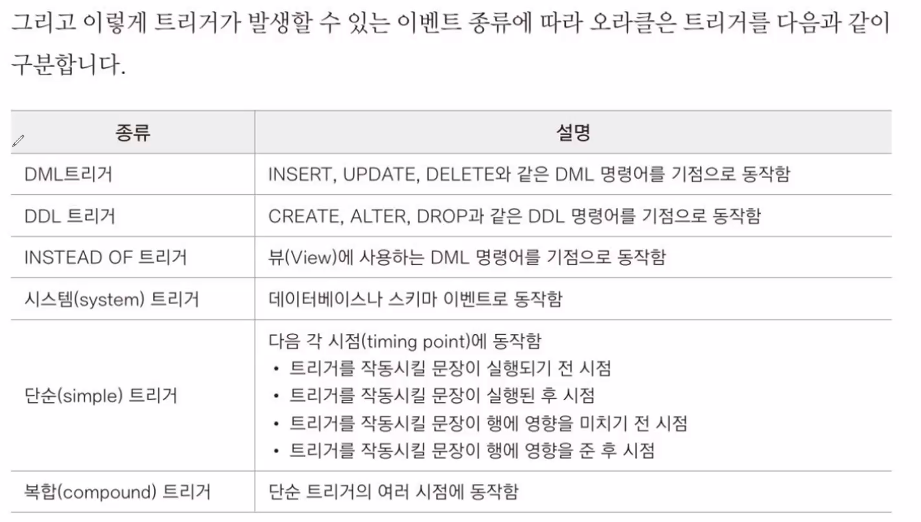 그리고 이렇게 트리거가 발생할 수 있는 이벤트 종류에 따라 오라클은 트리거를 다음과 같이
구분합니다.
종류 설명
DML트리거 INSERT, UPDATE, DELETE와 같은 DML 명령어를 기점으로 동작함
DDL 트리거 CREATE, ALTER, DROP과 같은 DDL 명령어를 기점으로 동작함
INSTEAD OF 트리거 뷰(View)에 사용하는 DML 명령어를 기점으로 동작함
시스템(system) 트리거 데이터베이스나 스키마 이벤트로 동작함
단순(simple) 트리거 다음 각 시점(timing point)에 동작함
• 트리거를 작동시킬 문장이 실행되기 전 시점
• 트리거를 작동시킬 문장이 실행된 후 시점
• 트리거를 작동시킬 문장이 행에 영향을 미치기 전 시점
• 트리거를 작동시킬 문장이 행에 영향을 준 후 시점
복합(compound) 트리거 단순 트리거의 여러 시점에 동작함